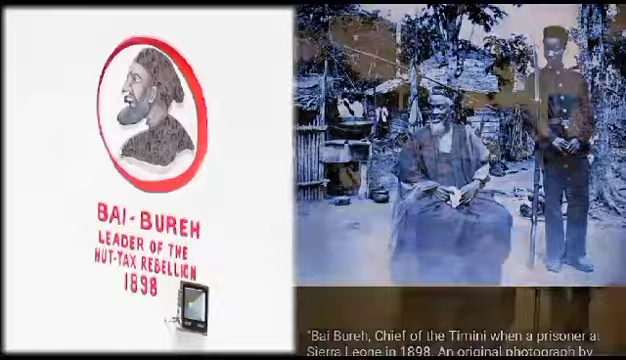 BAI-BUREH
LEADER OF THE
HUT-TAX REBELLION
1898
"Bai Bureh, Chief of the Timini when a prisoner at
Sierra Leone in 1898. An original photograph by